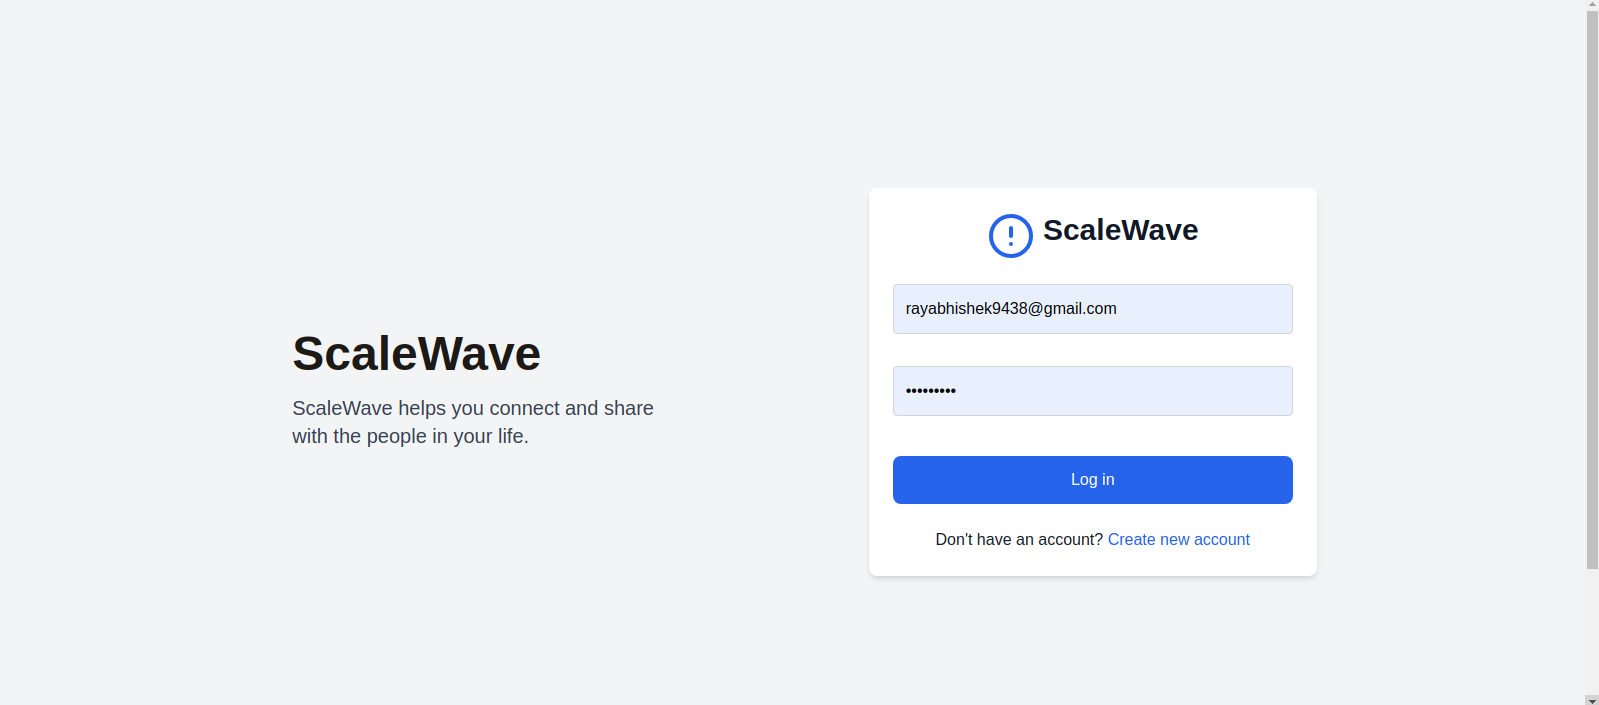 ScaleWave
ScaleWave helps you connect and share
with the people in your life.
ScaleWave
rayabhishek9438@gmail.com
•••••••••
Log in
Don't have an account? Create new account